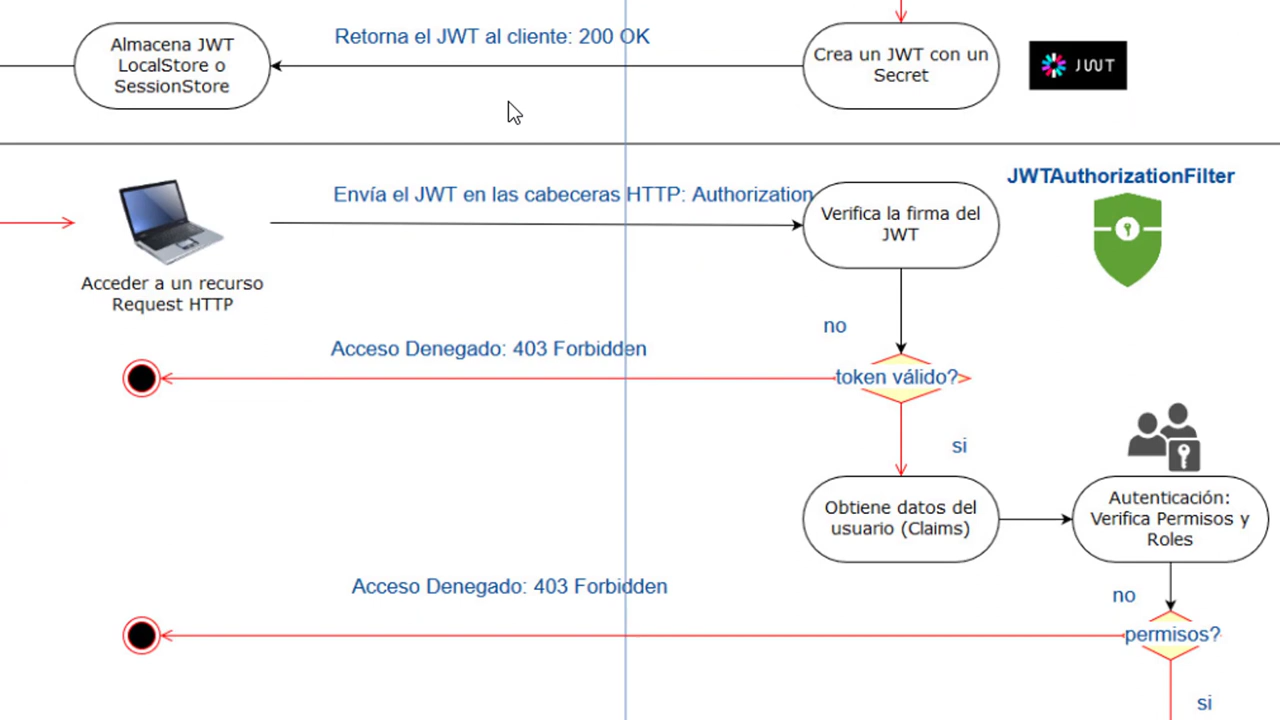 Almacena JWT
LocalStore o
SessionStore
Retorna el JWT al cliente: 200 OK
Crea un JWT con un
Secret
JWT
JWTAuthorizationFilter
Envía el JWT en las cabeceras HTTP: Authorization
Verifica la firma del
JWT
Acceder a un recurso
Request HTTP
no
Acceso Denegado: 403 Forbidden
token válido?
si
Obtiene datos del
usuario (Claims)
Autenticación:
Verifica Permisos y
Roles
Acceso Denegado: 403 Forbidden
no
permisos?
si